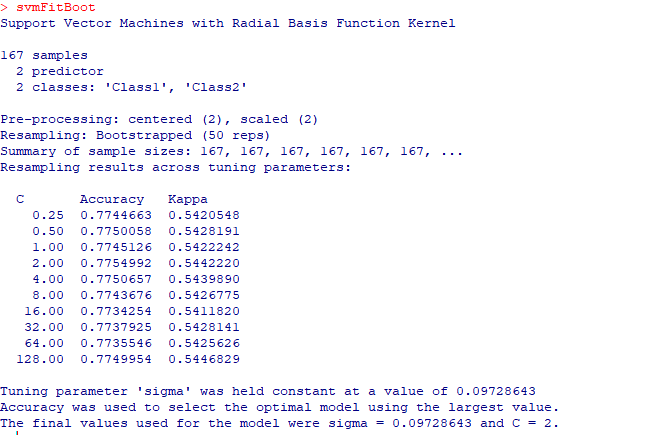 > svmFitBoot
Support Vector Machines with Radial Basis Function Kernel
167 samples
2 predictor
2 classes: 'Class1', 'Class2'
Pre-processing: centered (2), scaled (2)
Resampling: Bootstrapped (50 reps)
Summary of sample sizes: 167, 167, 167, 167, 167, 167, ...
Resampling results across tuning parameters:
C Accuracy Kappa
0.25 0.7744663 0.5420548
0.50 0.7750058 0.5428191
1.00 0.7745126 0.5422242
2.00 0.7754992 0.5442220
4.00 0.7750657 0.5439890
8.00 0.7743676 0.5426775
16.00 0.7734254 0.5411820
32.00 0.7737925 0.5428141
64.00 0.7735546 0.5425626
128.00 0.7749954 0.5446829
Tuning parameter 'sigma' was held constant at a value of 0.09728643
Accuracy was used to select the optimal model using the largest value.
The final values used for the model were sigma = 0.09728643 and C = 2.